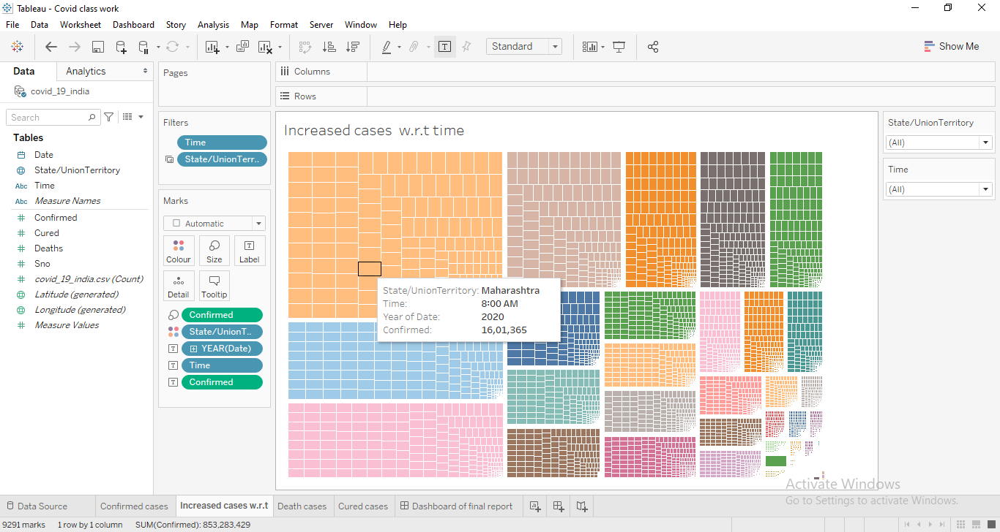 Tableau - Covid class work
File Data Worksheet Dashboard Story Analysis Map Format Server Window Help
Standard
Show Me
Data Analytics
covid_19_india
Search
Tables
Date
State/UnionTerritory
Abc Time
Abc Measure Names
Confirmed
Cured
Deaths
Sno
covid_19_india.csv (Count)
Latitude (generated)
Longitude (generated)
Measure Values
Pages
Filters
Time
State/UnionTerr..
Marks
Automatic
Colour Size Label
Detail Tooltip
Confirmed
State/UnionT..
YEAR(Date)
Time
Confirmed
Columns
Rows
Increased cases w.r.t time
State/UnionTerritory: Maharashtra
Time: 8:00 AM
Year of Date: 2020
Confirmed: 16,01,365
State/UnionTerritory
(All)
Time
(All)
Activate Windows
Go to Settings to activate Windows.
Data Source Confirmed cases Increased cases w.r.t Death cases Cured cases Dashboard of final report
9291 marks 1 row by 1 column SUM(Confirmed): 853,283,429